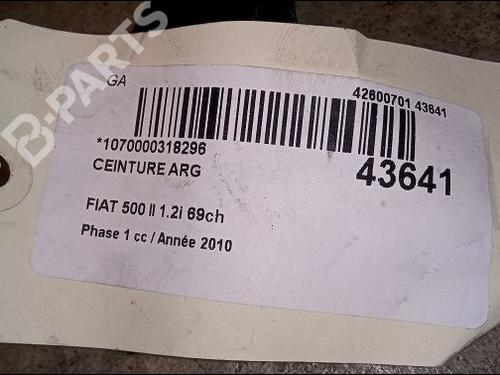 B-PARTS
GA
42600701 43641
*1070000318296
CEINTURE ARG
43641
FIAT 500 II 1.2i 69ch
Phase 1 cc / Année 2010